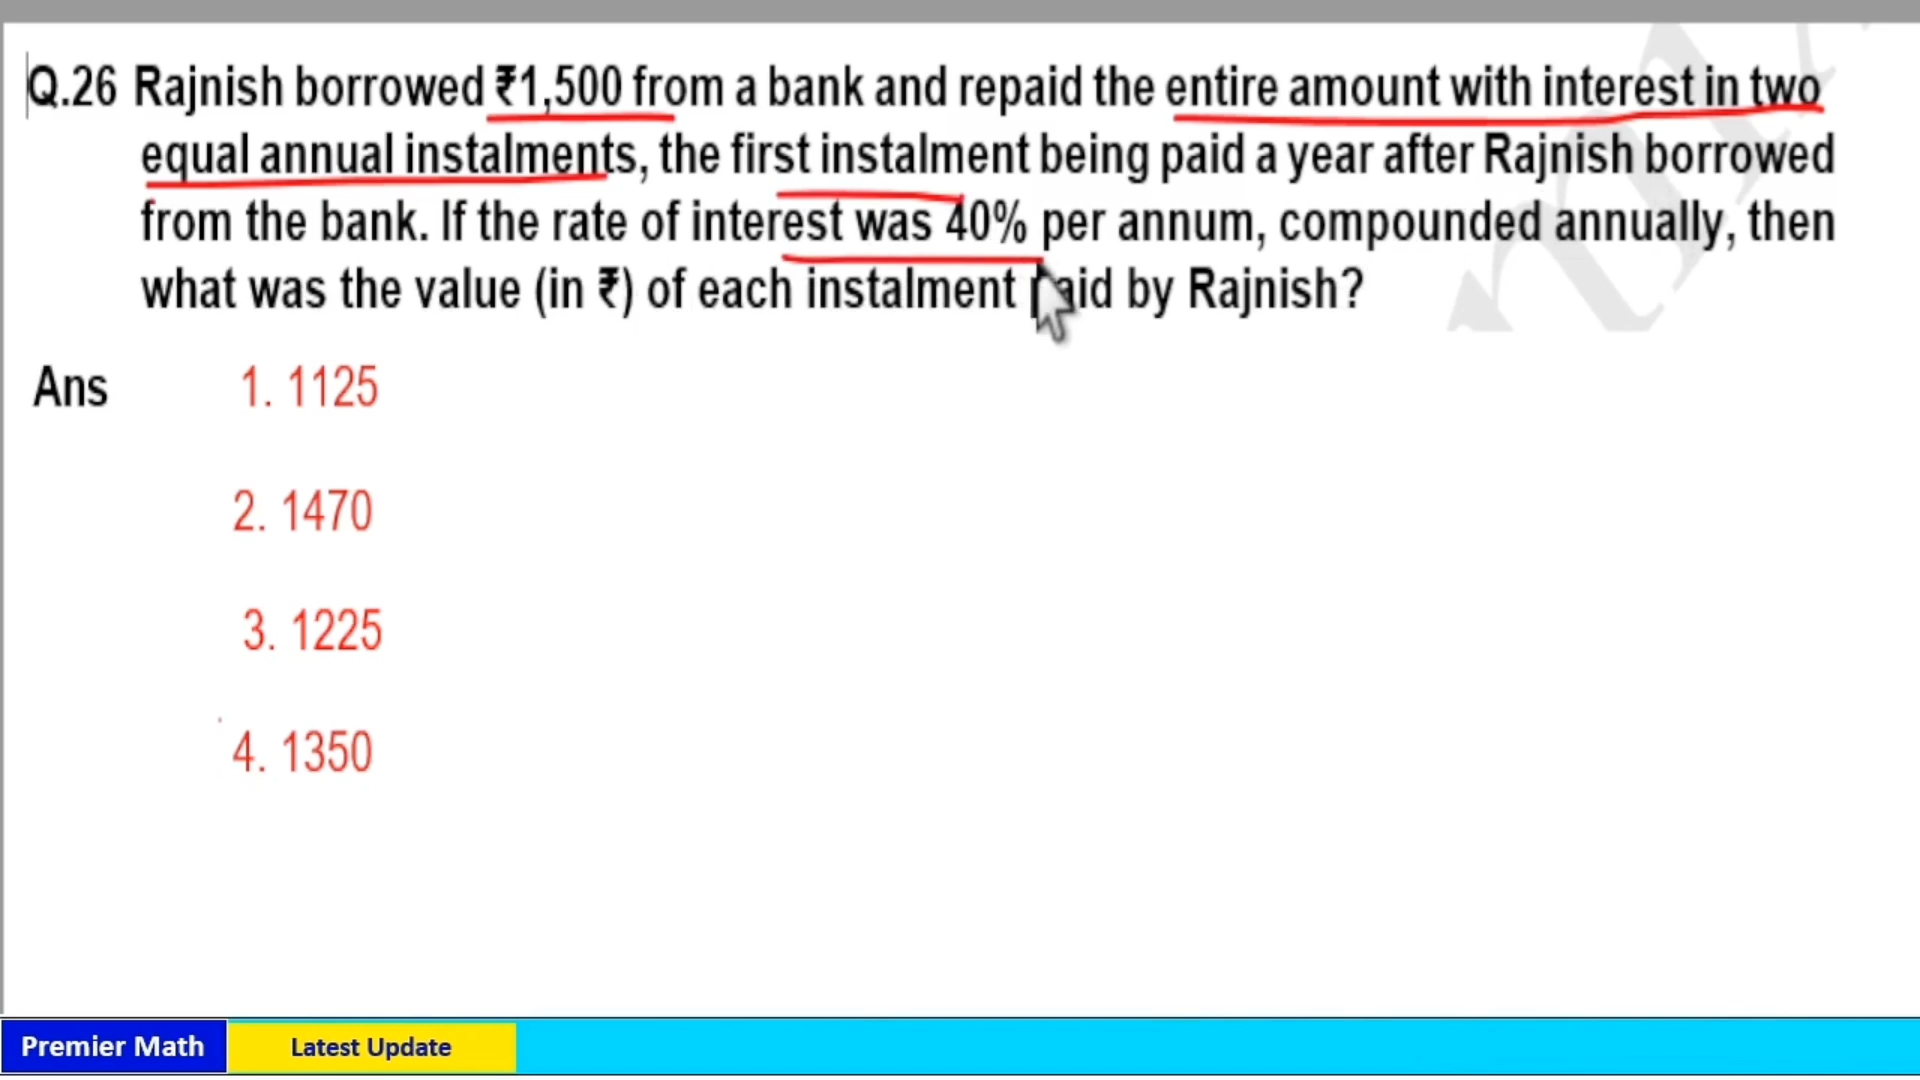 Q.26 Rajnish borrowed ₹1,500 from a bank and repaid the entire amount with interest in two
equal annual instalments, the first instalment being paid a year after Rajnish borrowed
from the bank. If the rate of interest was 40% per annum, compounded annually, then
what was the value (in ₹) of each instalment paid by Rajnish?
Ans
1. 1125
2. 1470
3. 1225
4. 1350
Premier Math
Latest Update